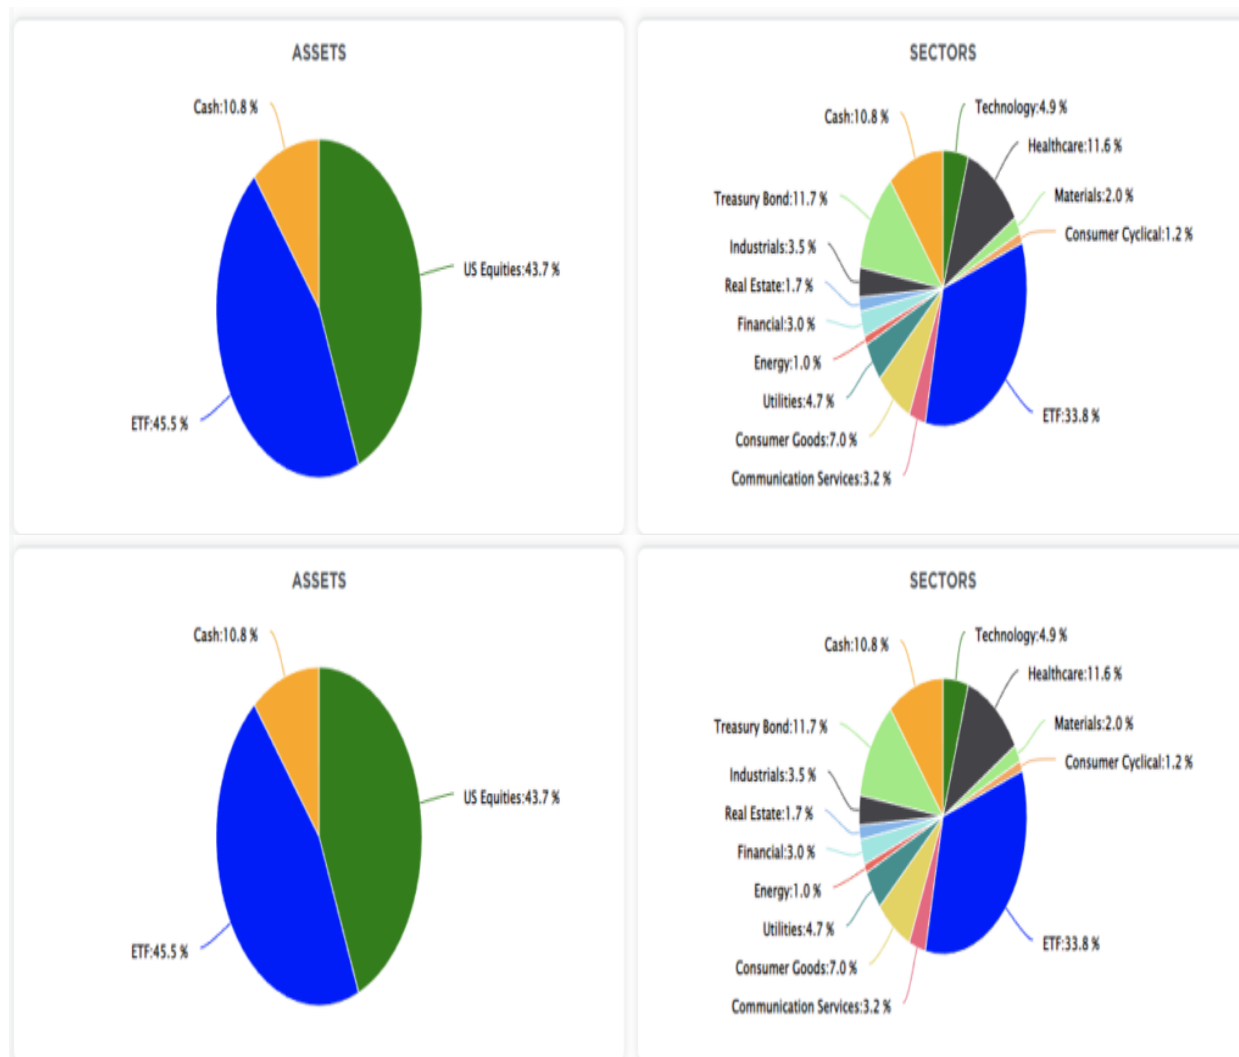 ASSETS
Cash:10.8 %
US Equities:43.7 %
ETF:45.5 %
SECTORS
Technology:4.9 %
Cash:10.8 %
Healthcare:11.6 %
Treasury Bond:11.7 %
Materials:2.0 %
Consumer Cyclical:1.2 %
Industrials:3.5 %
Real Estate:1.7 %
Financial:3.0 %
Energy:1.0 %
Utilities:4.7 %
ETF:33.8 %
Consumer Goods:7.0 %
Communication Services:3.2 %
ASSETS
Cash:10.8 %
US Equities:43.7 %
ETF:45.5 %
SECTORS
Technology:4.9 %
Cash:10.8 %
Healthcare:11.6 %
Treasury Bond:11.7 %
Materials:2.0 %
Consumer Cyclical:1.2 %
Industrials:3.5 %
Real Estate:1.7 %
Financial:3.0 %
Energy:1.0 %
Utilities:4.7 %
ETF:33.8 %
Consumer Goods:7.0 %
Communication Services:3.2 %